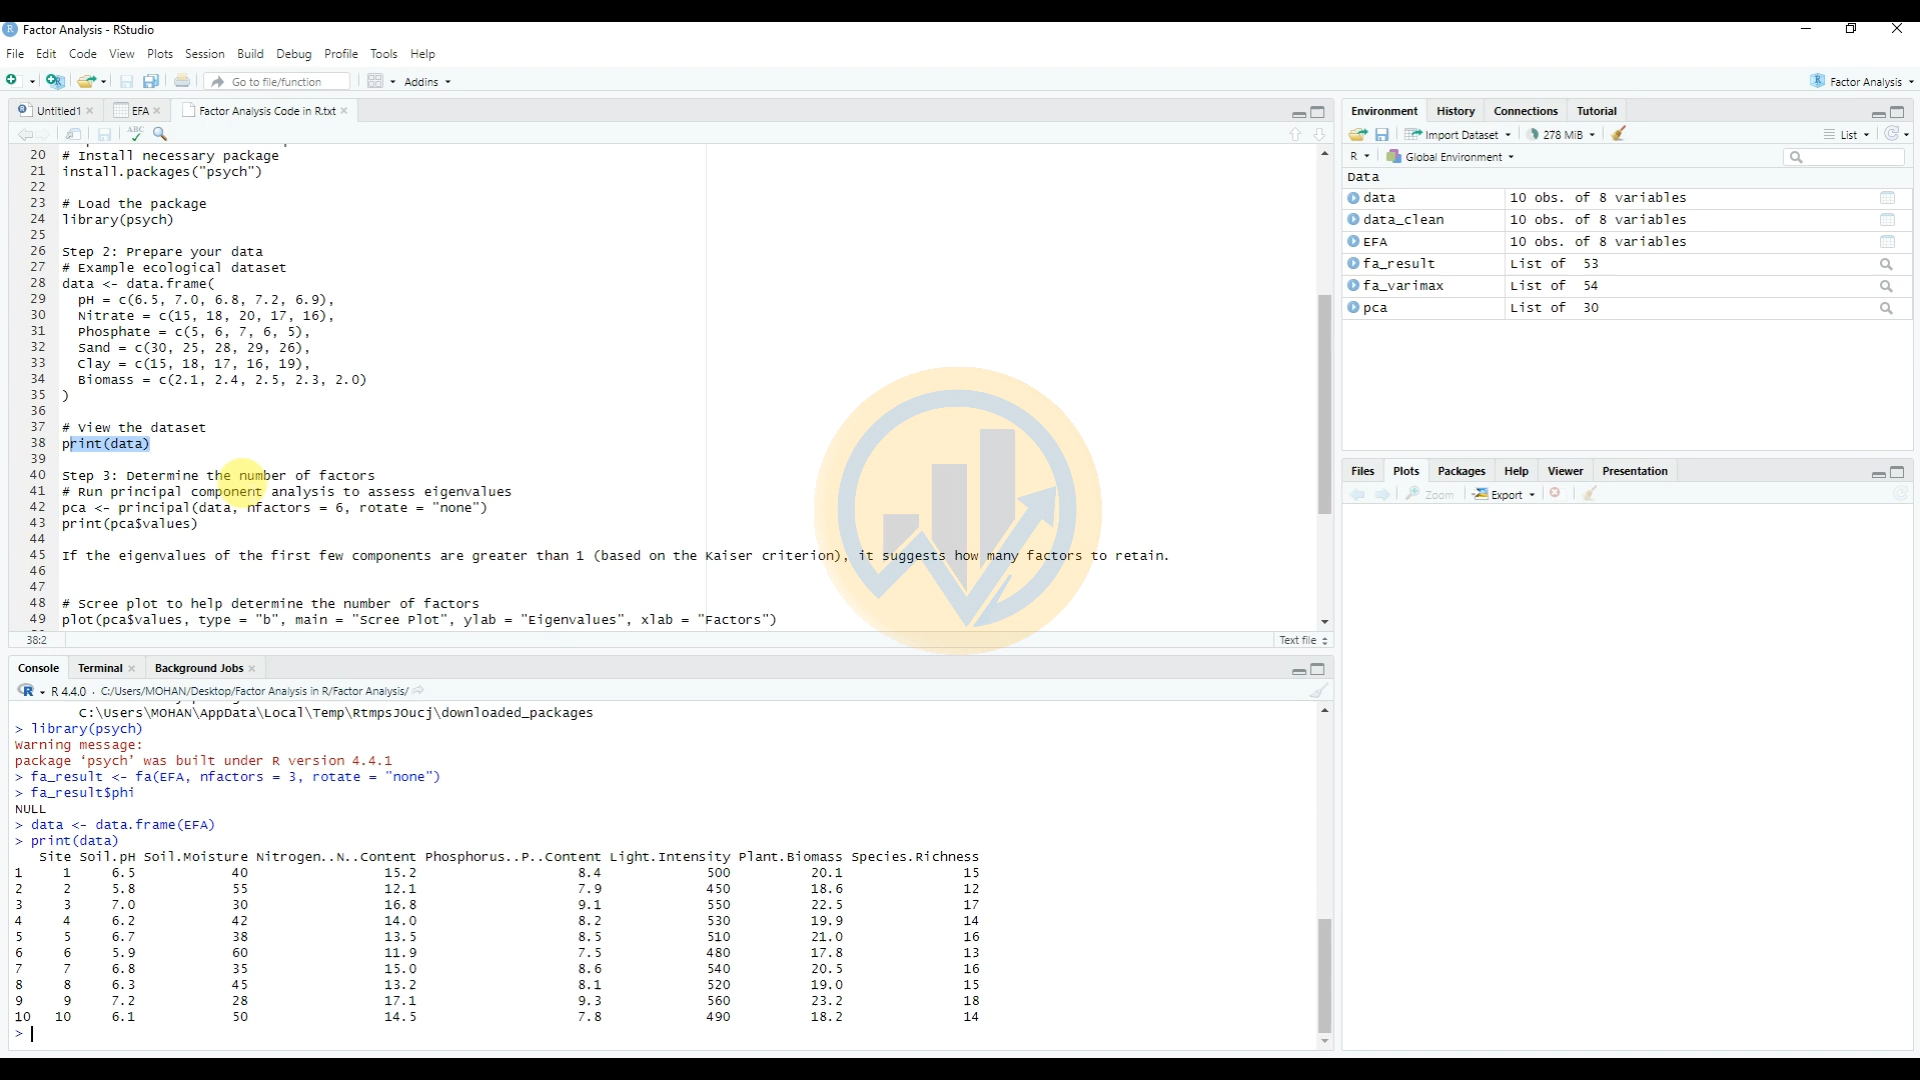 Factor Analysis - RStudio
File Edit Code View Plots Session Build Debug Profile Tools Help
Go to file/function Addins Factor Analysis
Untitled1 EFA Factor Analysis Code in R.txt
ABC
20 # Install necessary package
21 install.packages("psych")
22
23 # Load the package
24 library(psych)
25
26 Step 2: Prepare your data
27 # Example ecological dataset
28 data <- data.frame(
29 pH = c(6.5, 7.0, 6.8, 7.2, 6.9),
30 Nitrate = c(15, 18, 20, 17, 16),
31 Phosphate = c(5, 6, 7, 6, 5),
32 Sand = c(30, 25, 28, 29, 26),
33 Clay = c(15, 18, 17, 16, 19),
34 Biomass = c(2.1, 2.4, 2.5, 2.3, 2.0)
35 )
36
37 # View the dataset
38 print(data)
39
40 Step 3: Determine the number of factors
41 # Run principal component analysis to assess eigenvalues
42 pca <- principal(data, nfactors = 6, rotate = "none")
43 print(pca$values)
44
45 If the eigenvalues of the first few components are greater than 1 (based on the Kaiser criterion), it suggests how many factors to retain.
46
47
48 # Scree plot to help determine the number of factors
49 plot(pca$values, type = "b", main = "Scree Plot", ylab = "Eigenvalues", xlab = "Factors")
38:2 Text file
Console Terminal Background Jobs
R 4.4.0 · C:/Users/MOHAN/Desktop/Factor Analysis in R/Factor Analysis/
C:\Users\MOHAN\AppData\Local\Temp\RtmpsJOucj\downloaded_packages
> library(psych)
Warning message:
package ‘psych’ was built under R version 4.4.1
> fa_result <- fa(EFA, nfactors = 3, rotate = "none")
> fa_result$phi
NULL
> data <- data.frame(EFA)
> print(data)
Site Soil.pH Soil.Moisture Nitrogen..N..Content Phosphorus..P..Content Light.Intensity Plant.Biomass Species.Richness
1 1 6.5 40 15.2 8.4 500 20.1 15
2 2 5.8 55 12.1 7.9 450 18.6 12
3 3 7.0 30 16.8 9.1 550 22.5 17
4 4 6.2 42 14.0 8.2 530 19.9 14
5 5 6.7 38 13.5 8.5 510 21.0 16
6 6 5.9 60 11.9 7.5 480 17.8 13
7 7 6.8 35 15.0 8.6 540 20.5 16
8 8 6.3 45 13.2 8.1 520 19.0 15
9 9 7.2 28 17.1 9.3 560 23.2 18
10 10 6.1 50 14.5 7.8 490 18.2 14
>
Environment History Connections Tutorial
Import Dataset 278 MiB List
R Global Environment
Data
data 10 obs. of 8 variables
data_clean 10 obs. of 8 variables
EFA 10 obs. of 8 variables
fa_result List of 53
fa_varimax List of 54
pca List of 30
Files Plots Packages Help Viewer Presentation
Zoom Export